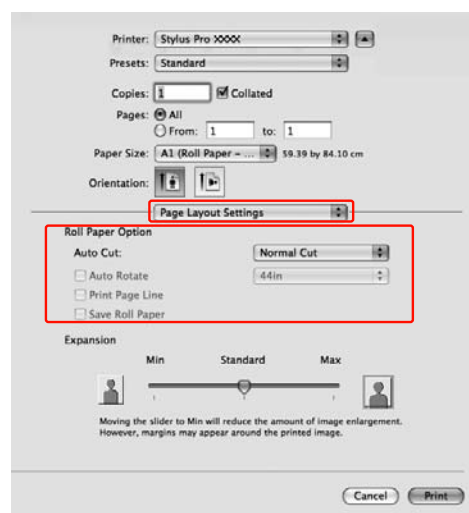 Printer: Stylus Pro XXXX
Presets: Standard
Copies: 1 Collated
Pages: All
From: 1 to: 1
Paper Size: A1 (Roll Paper – ... 59.39 by 84.10 cm
Orientation:
Page Layout Settings
Roll Paper Option
Auto Cut: Normal Cut
Auto Rotate 44in
Print Page Line
Save Roll Paper
Expansion
Min Standard Max
Moving the slider to Min will reduce the amount of image enlargement.
However, margins may appear around the printed image.
Cancel Print